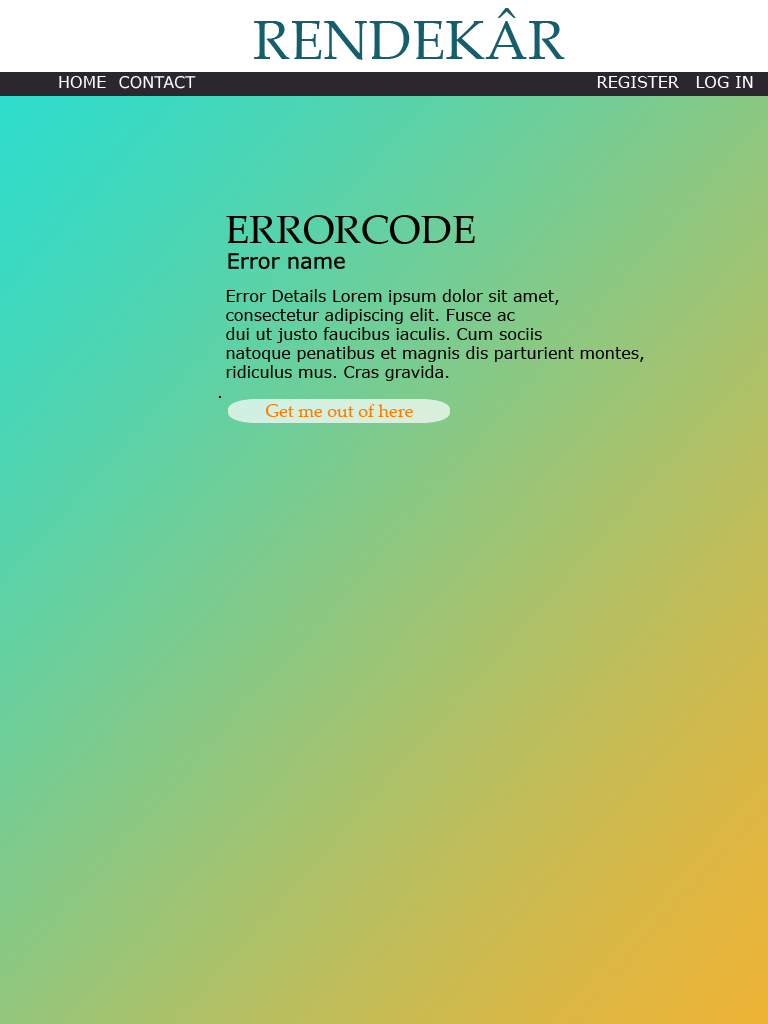 RENDEKÂR
HOME CONTACT REGISTER LOG IN
ERRORCODE
Error name
Error Details Lorem ipsum dolor sit amet,
consectetur adipiscing elit. Fusce ac
dui ut justo faucibus iaculis. Cum sociis
natoque penatibus et magnis dis parturient montes,
ridiculus mus. Cras gravida.
.
Get me out of here